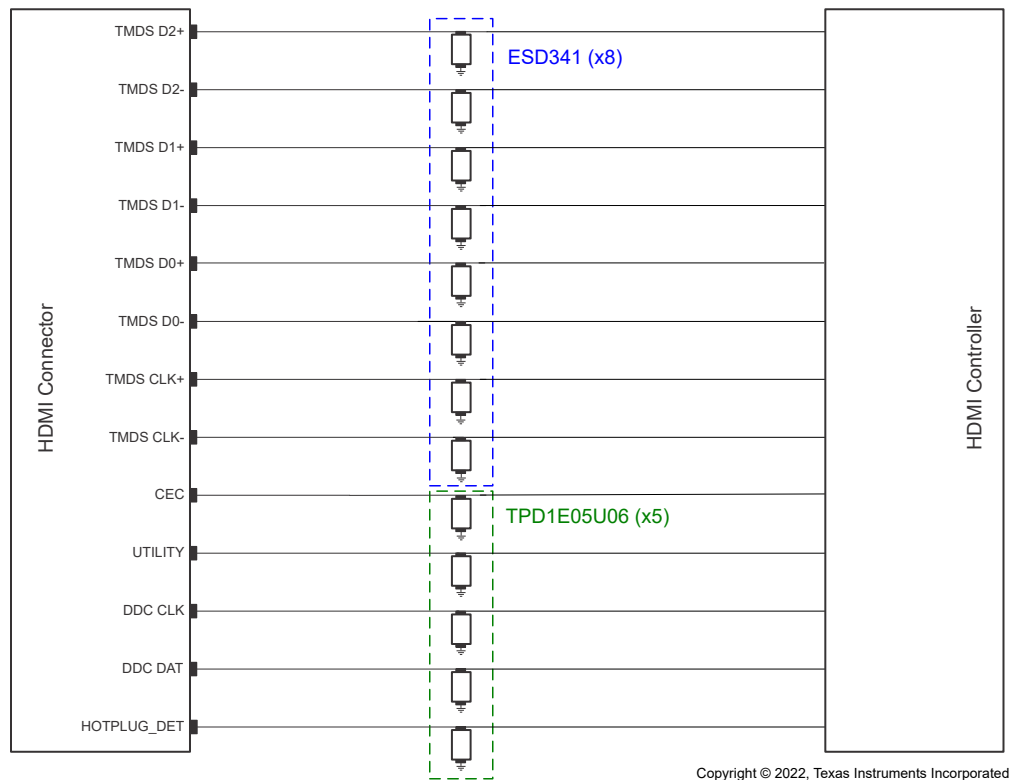 TMDS D2+
ESD341 (x8)
TMDS D2-
TMDS D1+
TMDS D1-
TMDS D0+
TMDS D0-
TMDS CLK+
TMDS CLK-
CEC
TPD1E05U06 (x5)
UTILITY
DDC CLK
DDC DAT
HOTPLUG_DET
HDMI Connector
HDMI Controller
Copyright © 2022, Texas Instruments Incorporated